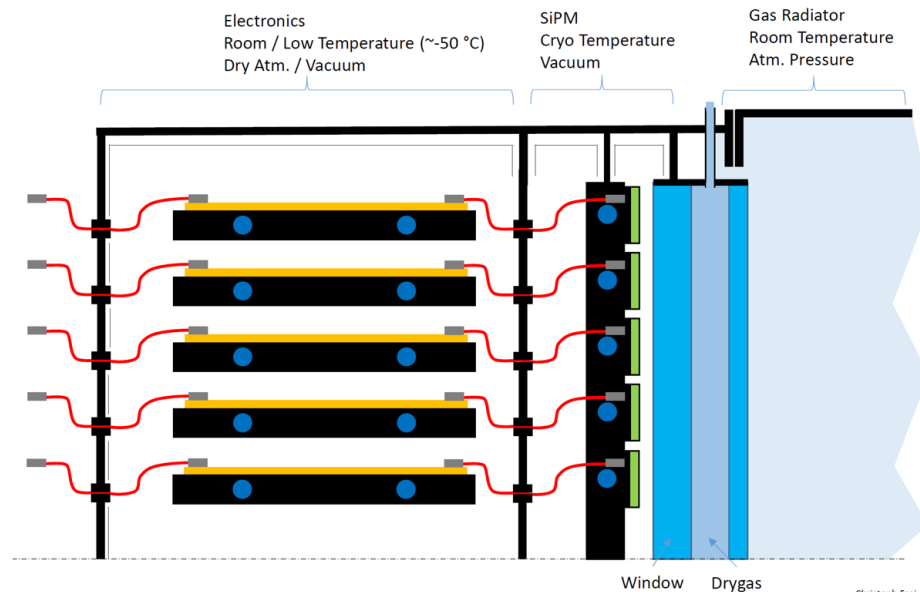 Electronics
Room / Low Temperature (~-50 °C)
Dry Atm. / Vacuum
SiPM
Cryo Temperature
Vacuum
Gas Radiator
Room Temperature
Atm. Pressure
Window
Drygas